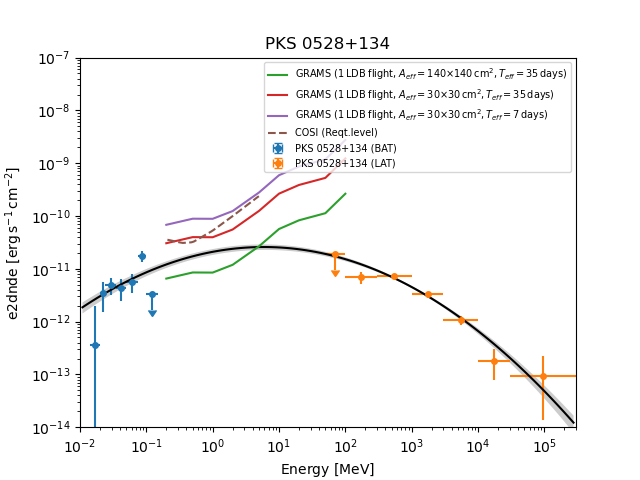 PKS 0528+134
10⁻⁷
GRAMS (1 LDB flight, A_eff = 140×140 cm², T_eff = 35 days)
GRAMS (1 LDB flight, A_eff = 30×30 cm², T_eff = 35 days)
GRAMS (1 LDB flight, A_eff = 30×30 cm², T_eff = 7 days)
COSI (Reqt.level)
PKS 0528+134 (BAT)
PKS 0528+134 (LAT)
10⁻⁸
10⁻⁹
10⁻¹⁰
10⁻¹¹
10⁻¹²
10⁻¹³
10⁻¹⁴
e2dnde [erg s⁻¹ cm⁻²]
10⁻² 10⁻¹ 10⁰ 10¹ 10² 10³ 10⁴ 10⁵
Energy [MeV]